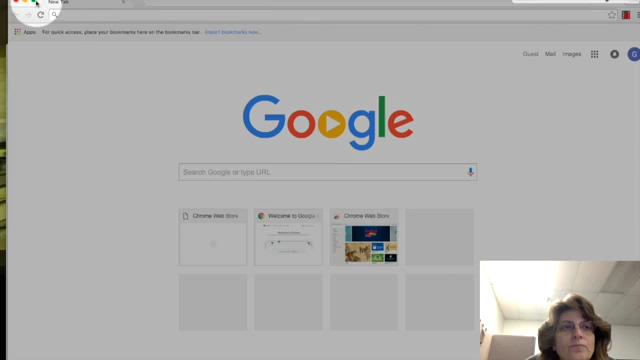 New Tab
Apps For quick access, place your bookmarks here on the bookmarks bar. Import bookmarks now...
Guest Mail Images G
Google
Search Google or type URL
Chrome Web Store Welcome to Google Chrome Web Store